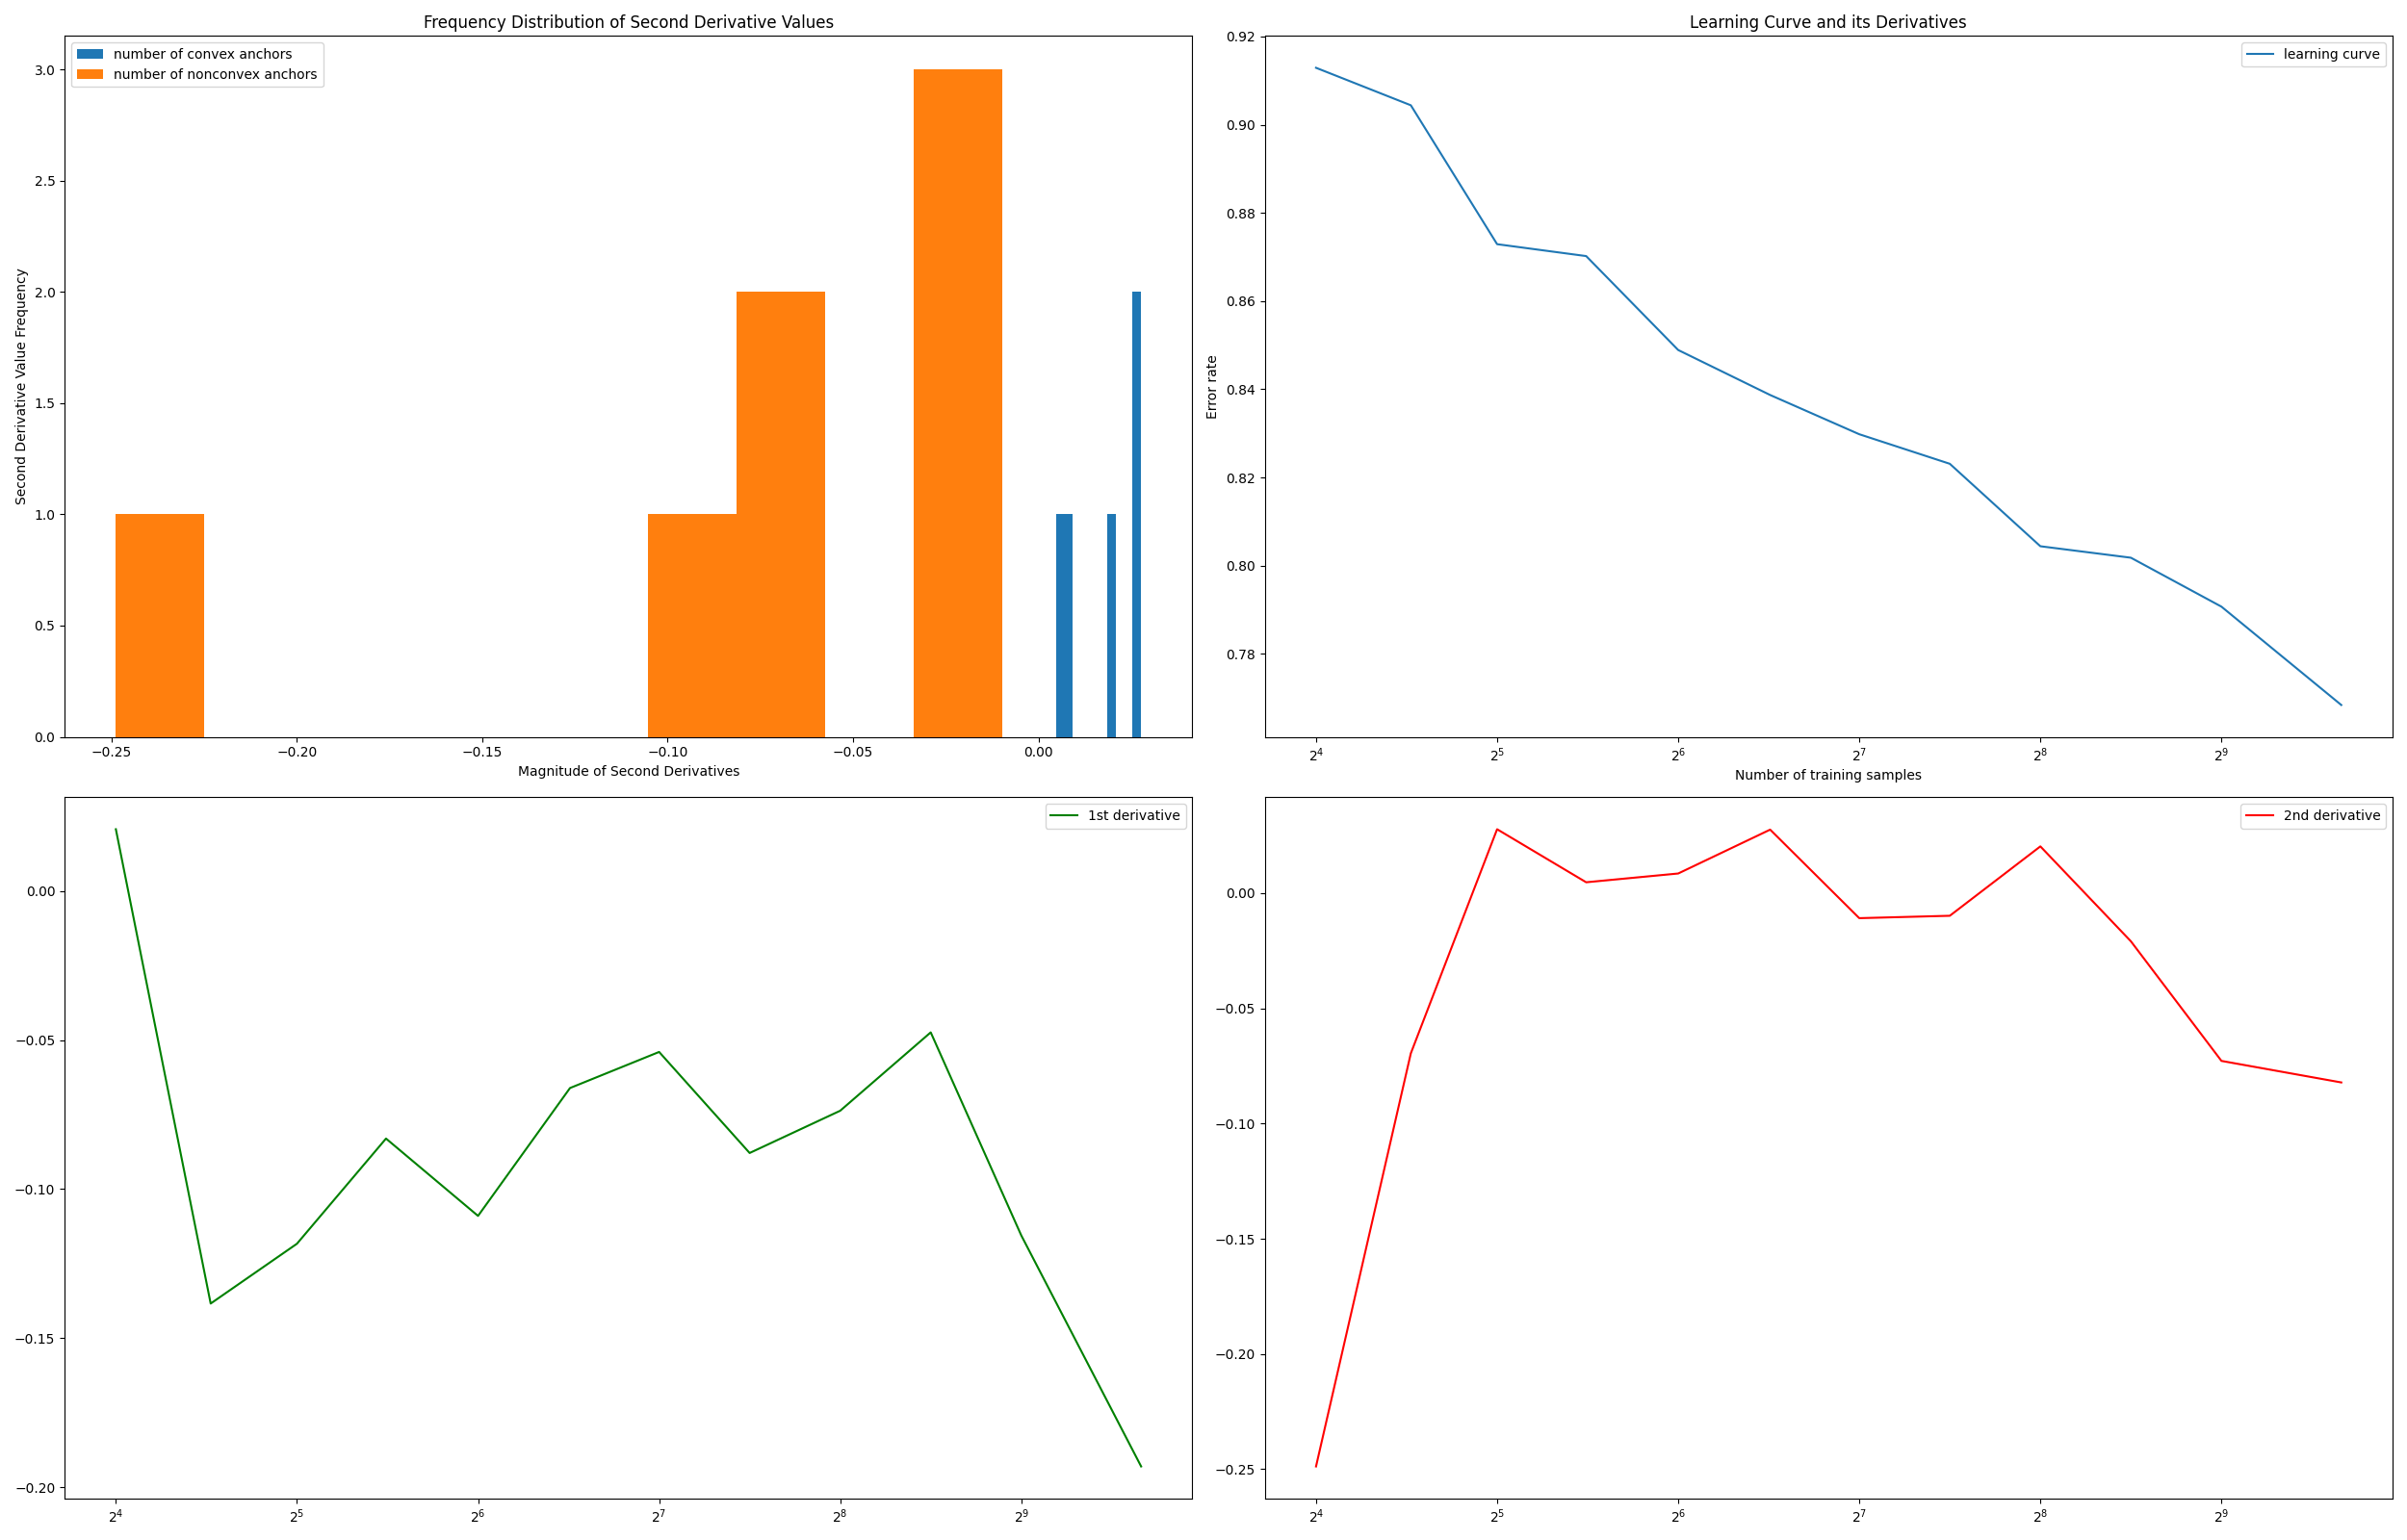 Frequency Distribution of Second Derivative Values
number of convex anchors
number of nonconvex anchors
Second Derivative Value Frequency
3.0
2.5
2.0
1.5
1.0
0.5
0.0
−0.25 −0.20 −0.15 −0.10 −0.05 0.00
Magnitude of Second Derivatives
Learning Curve and its Derivatives
learning curve
Error rate
0.92
0.90
0.88
0.86
0.84
0.82
0.80
0.78
2⁴ 2⁵ 2⁶ 2⁷ 2⁸ 2⁹
Number of training samples
1st derivative
0.00
−0.05
−0.10
−0.15
−0.20
2⁴ 2⁵ 2⁶ 2⁷ 2⁸ 2⁹
2nd derivative
0.00
−0.05
−0.10
−0.15
−0.20
−0.25
2⁴ 2⁵ 2⁶ 2⁷ 2⁸ 2⁹